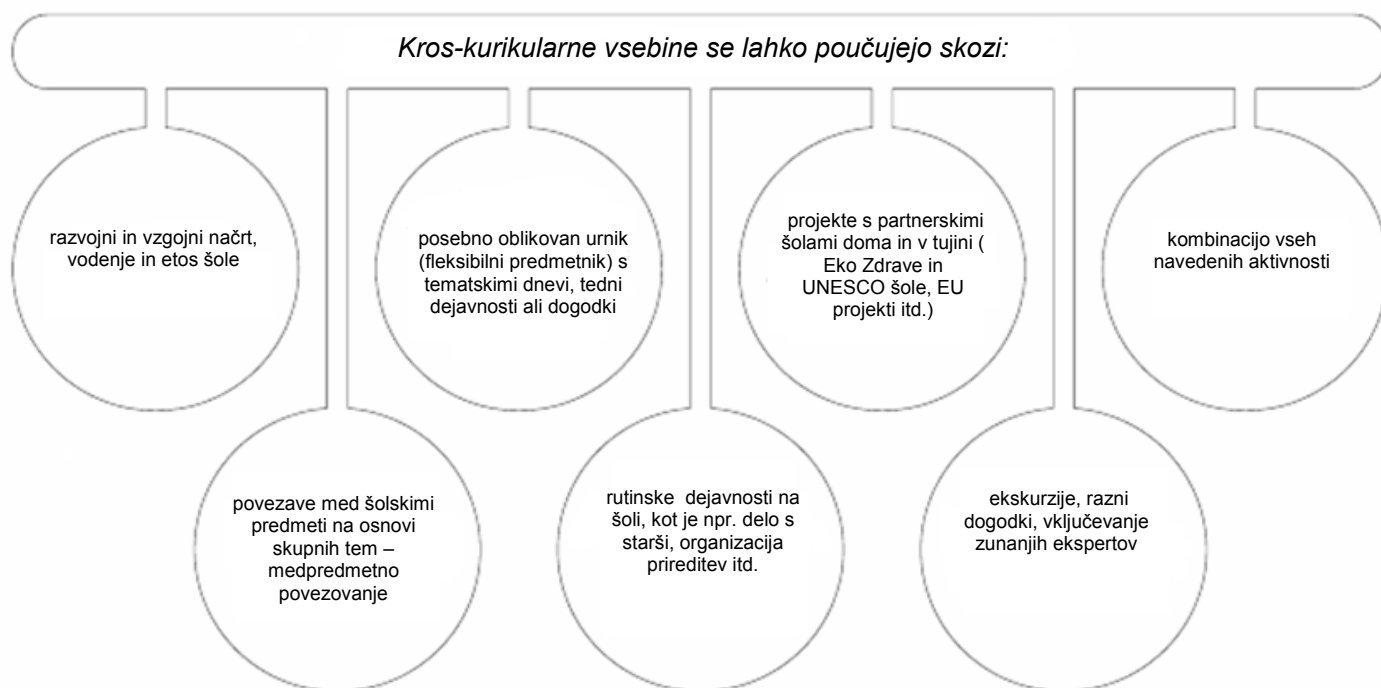 Kros-kurikularne vsebine se lahko poučujejo skozi:
razvojni in vzgojni načrt,
vodenje in etos šole
posebno oblikovan urnik
(fleksibilni predmetnik) s
tematskimi dnevi, tedni
dejavnosti ali dogodki
projekte s partnerskimi
šolami doma in v tujini (
Eko Zdrave in
UNESCO šole, EU
projekti itd.)
kombinacijo vseh
navedenih aktivnosti
povezave med šolskimi
predmeti na osnovi
skupnih tem –
medpredmetno
povezovanje
rutinske dejavnosti na
šoli, kot je npr. delo s
starši, organizacija
prireditev itd.
ekskurzije, razni
dogodki, vključevanje
zunanjih ekspertov